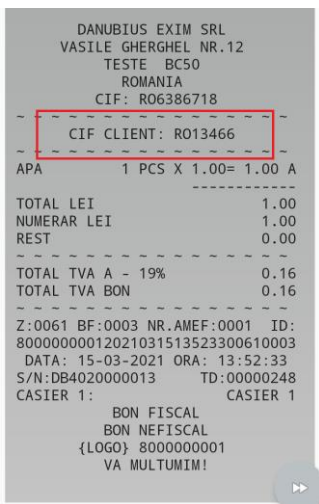 DANUBIUS EXIM SRL
VASILE GHERGHEL NR.12
TESTE BC50
ROMANIA
CIF: RO6386718
~ ~ ~ ~ ~ ~ ~ ~ ~ ~ ~ ~ ~ ~ ~ ~
CIF CLIENT: RO13466
~ ~ ~ ~ ~ ~ ~ ~ ~ ~ ~ ~ ~ ~ ~ ~
APA 1 PCS X 1.00= 1.00 A
------------
TOTAL LEI 1.00
NUMERAR LEI 1.00
REST 0.00
~ ~ ~ ~ ~ ~ ~ ~ ~ ~ ~ ~ ~ ~ ~ ~
TOTAL TVA A - 19% 0.16
TOTAL TVA BON 0.16
~ ~ ~ ~ ~ ~ ~ ~ ~ ~ ~ ~ ~ ~ ~ ~
Z:0061 BF:0003 NR.AMEF:0001 ID:
80000000012021031513523300610003
DATA: 15-03-2021 ORA: 13:52:33
S/N:DB4020000013 TD:00000248
CASIER 1: CASIER 1
BON FISCAL
BON NEFISCAL
{LOGO} 8000000001
VA MULTUMIM!